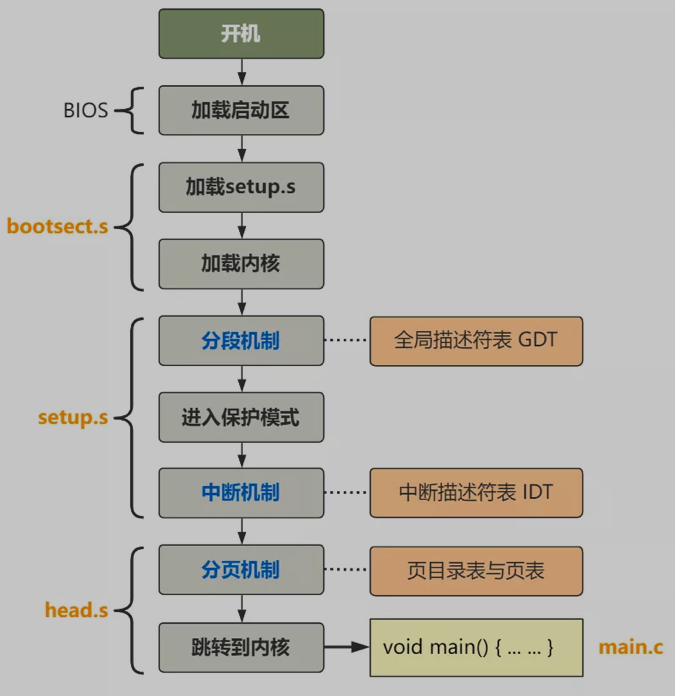 开机
BIOS
加载启动区
加载setup.s
bootsect.s
加载内核
分段机制
全局描述符表 GDT
setup.s
进入保护模式
中断机制
中断描述符表 IDT
分页机制
页目录表与页表
head.s
跳转到内核
void main() { ... ... }
main.c